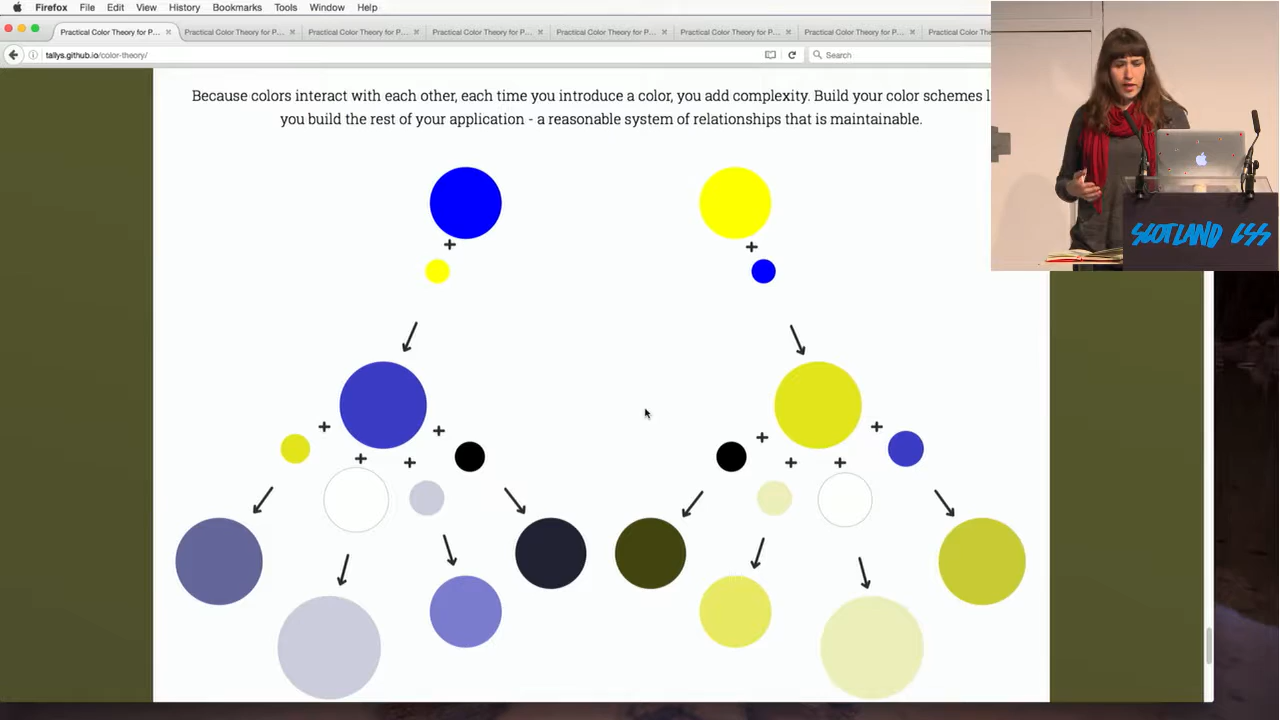 Firefox File Edit View History Bookmarks Tools Window Help
Practical Color Theory for P... × Practical Color Theory for P... × Practical Color Theory for P... × Practical Color Theory for P... × Practical Color Theory for P... × Practical Color Theory for P... × Practical Color Theory for P... × Practical Color Theory
tallys.github.io/color-theory/ Search
Because colors interact with each other, each time you introduce a color, you add complexity. Build your color schemes
you build the rest of your application - a reasonable system of relationships that is maintainable.
+ +
+ + + +
+ + + +
SCOTLAND CSS